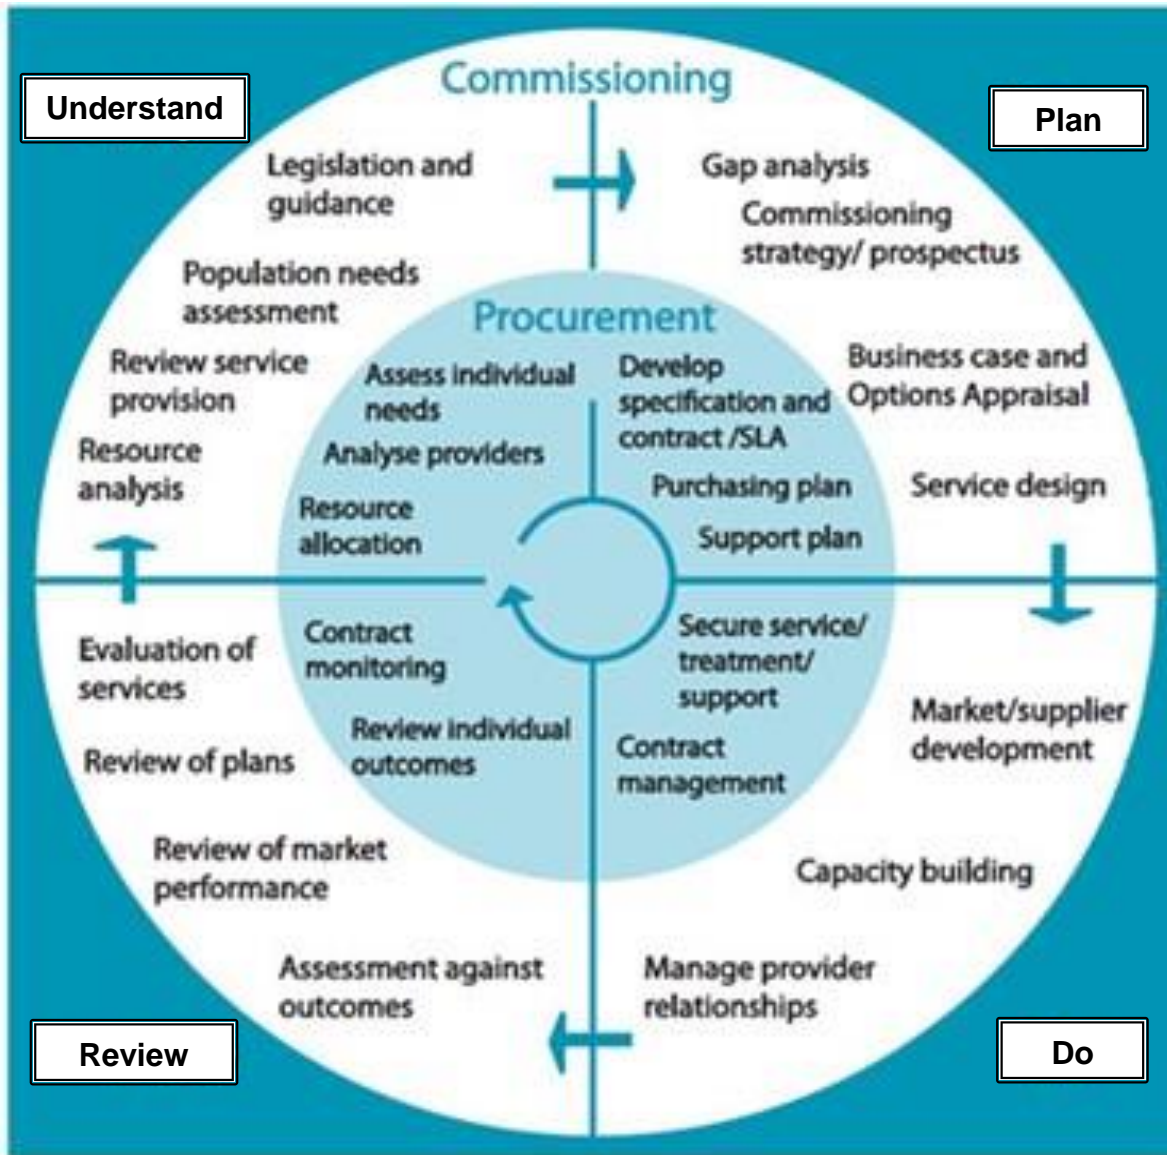 Commissioning
Understand
Plan
Legislation and
guidance
Population needs
assessment
Review service
provision
Resource
analysis
Gap analysis
Commissioning
strategy/ prospectus
Business case and
Options Appraisal
Service design
Procurement
Assess individual
needs
Analyse providers
Resource
allocation
Develop
specification and
contract /SLA
Purchasing plan
Support plan
Contract
monitoring
Review individual
outcomes
Secure service/
treatment/
support
Contract
management
Evaluation of
services
Review of plans
Review of market
performance
Assessment against
outcomes
Market/supplier
development
Capacity building
Manage provider
relationships
Review
Do